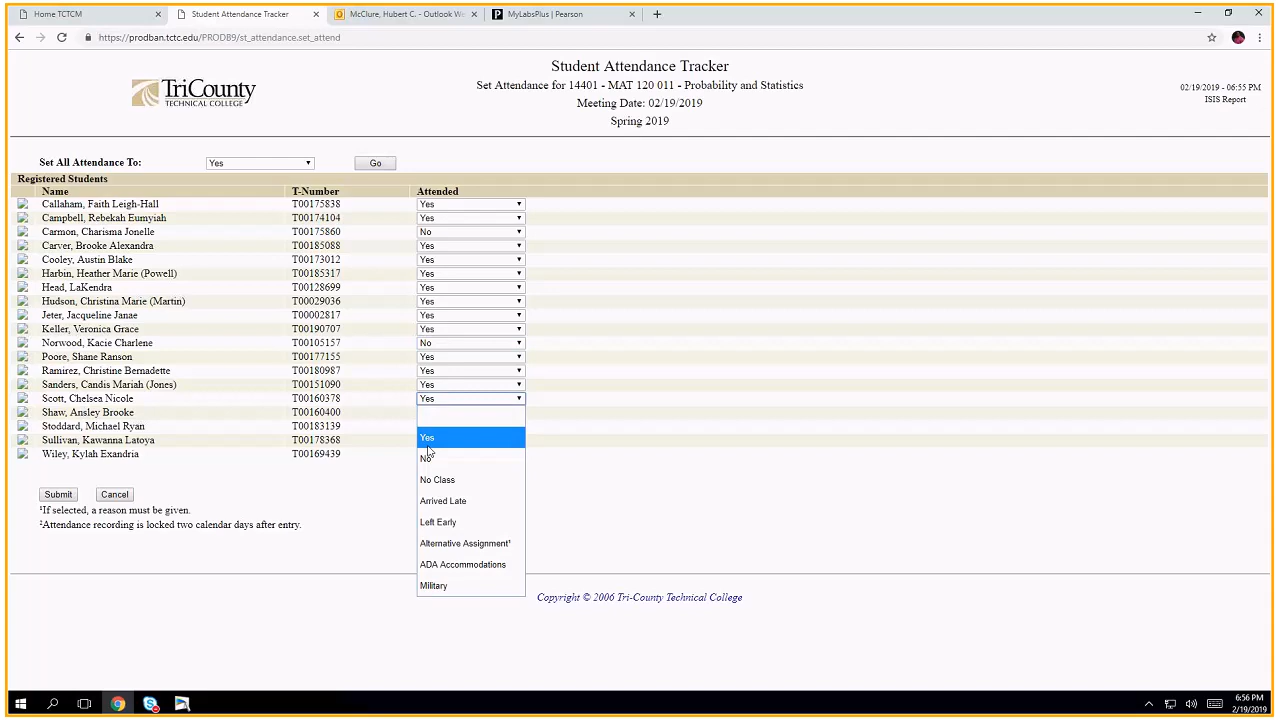 Home TCTCM
Student Attendance Tracker
McClure, Hubert C. - Outlook We
MyLabsPlus | Pearson
https://prodban.tctc.edu/PRODB9/st_attendance.set_attend
TriCounty
TECHNICAL COLLEGE
Student Attendance Tracker
Set Attendance for 14401 - MAT 120 011 - Probability and Statistics
Meeting Date: 02/19/2019
Spring 2019
02/19/2019 - 06:55 PM
ISIS Report
Set All Attendance To: Yes Go
Registered Students
Name T-Number Attended
Callaham, Faith Leigh-Hall T00175838 Yes
Campbell, Rebekah Eumyiah T00174104 Yes
Carmon, Charisma Jonelle T00175860 No
Carver, Brooke Alexandra T00185088 Yes
Cooley, Austin Blake T00173012 Yes
Harbin, Heather Marie (Powell) T00185317 Yes
Head, LaKendra T00128699 Yes
Hudson, Christina Marie (Martin) T00029036 Yes
Jeter, Jacqueline Janae T00002817 Yes
Keller, Veronica Grace T00190707 Yes
Norwood, Kacie Charlene T00105157 No
Poore, Shane Ranson T00177155 Yes
Ramirez, Christine Bernadette T00180987 Yes
Sanders, Candis Mariah (Jones) T00151090 Yes
Scott, Chelsea Nicole T00160378 Yes
Shaw, Ansley Brooke T00160400
Stoddard, Michael Ryan T00183139
Sullivan, Kawanna Latoya T00178368
Wiley, Kylah Exandria T00169439
Yes
No
No Class
Arrived Late
Left Early
Alternative Assignment¹
ADA Accommodations
Military
Submit Cancel
¹If selected, a reason must be given.
²Attendance recording is locked two calendar days after entry.
Copyright © 2006 Tri-County Technical College
6:56 PM
2/19/2019